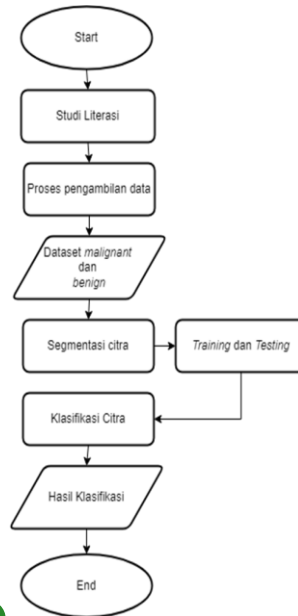 Start
Studi Literasi
Proses pengambilan data
Dataset malignant
dan
benign
Segmentasi citra
Training dan Testing
Klasifikasi Citra
Hasil Klasifikasi
End